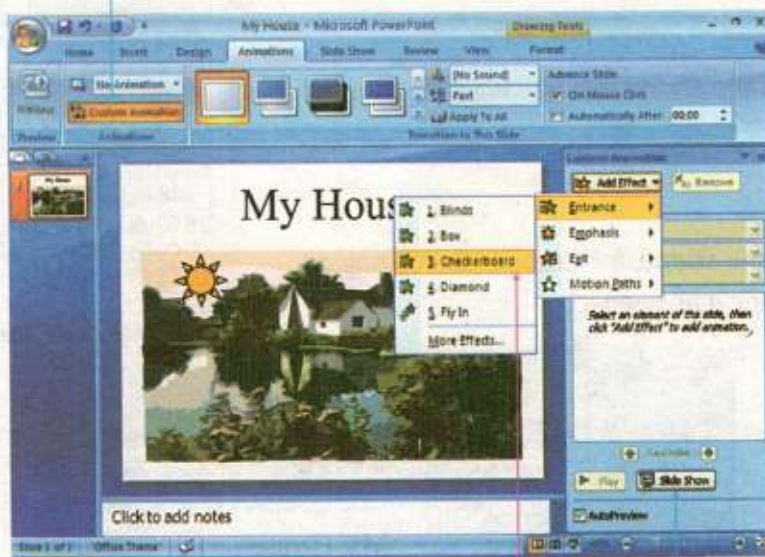 My House - Microsoft PowerPoint
Drawing Tools
Home Insert Design Animations Slide Show Review View Format
No Animation
[No Sound]
Advance Slide
Fast
On Mouse Click
Preview
Custom Animation
Apply To All
Automatically After: 00:00
Preview
Animations
Transition to This Slide
Custom Animation
Add Effect
Remove
My House
My Hous
1. Blinds
2. Box
3. Checkerboard
4. Diamond
5. Fly In
More Effects...
Entrance
Emphasis
Exit
Motion Paths
Select an element of the slide, then
click "Add Effect" to add animation.
Play
Slide Show
AutoPreview
Click to add notes
Slide 1 of 1
"Office Theme"